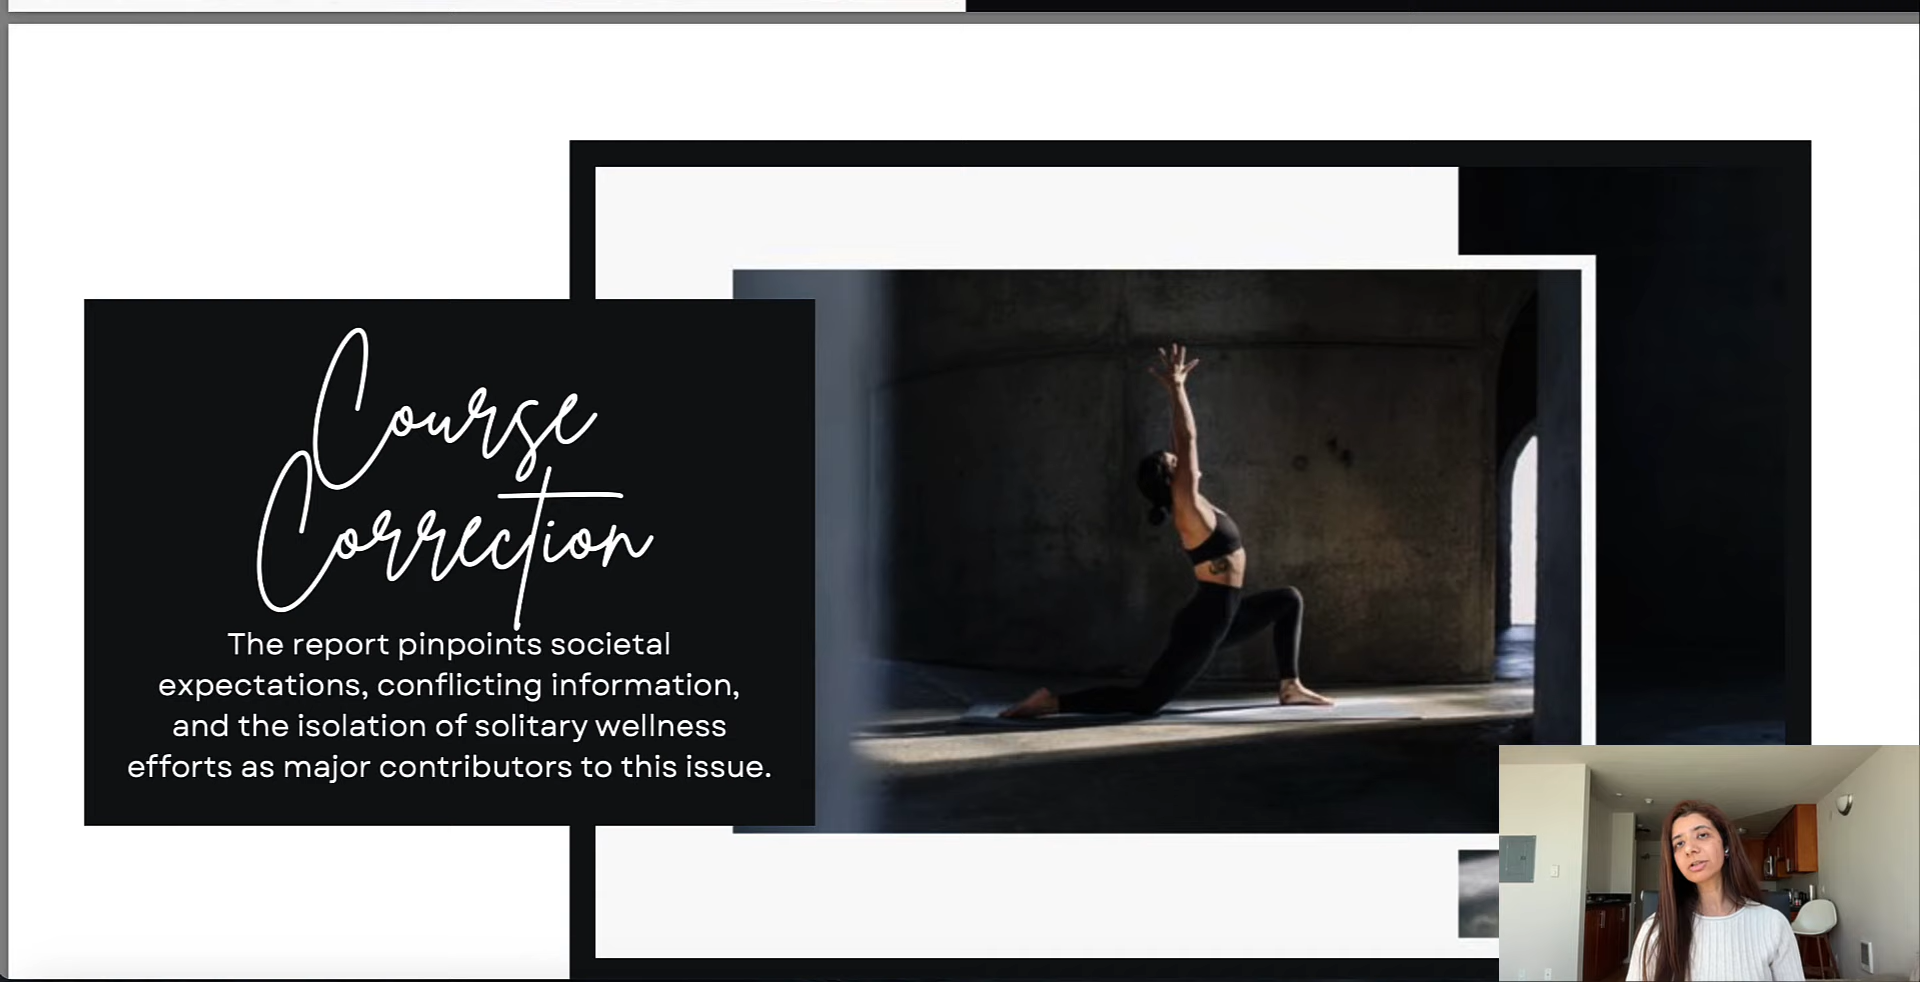 Course
Correction
The report pinpoints societal
expectations, conflicting information,
and the isolation of solitary wellness
efforts as major contributors to this issue.